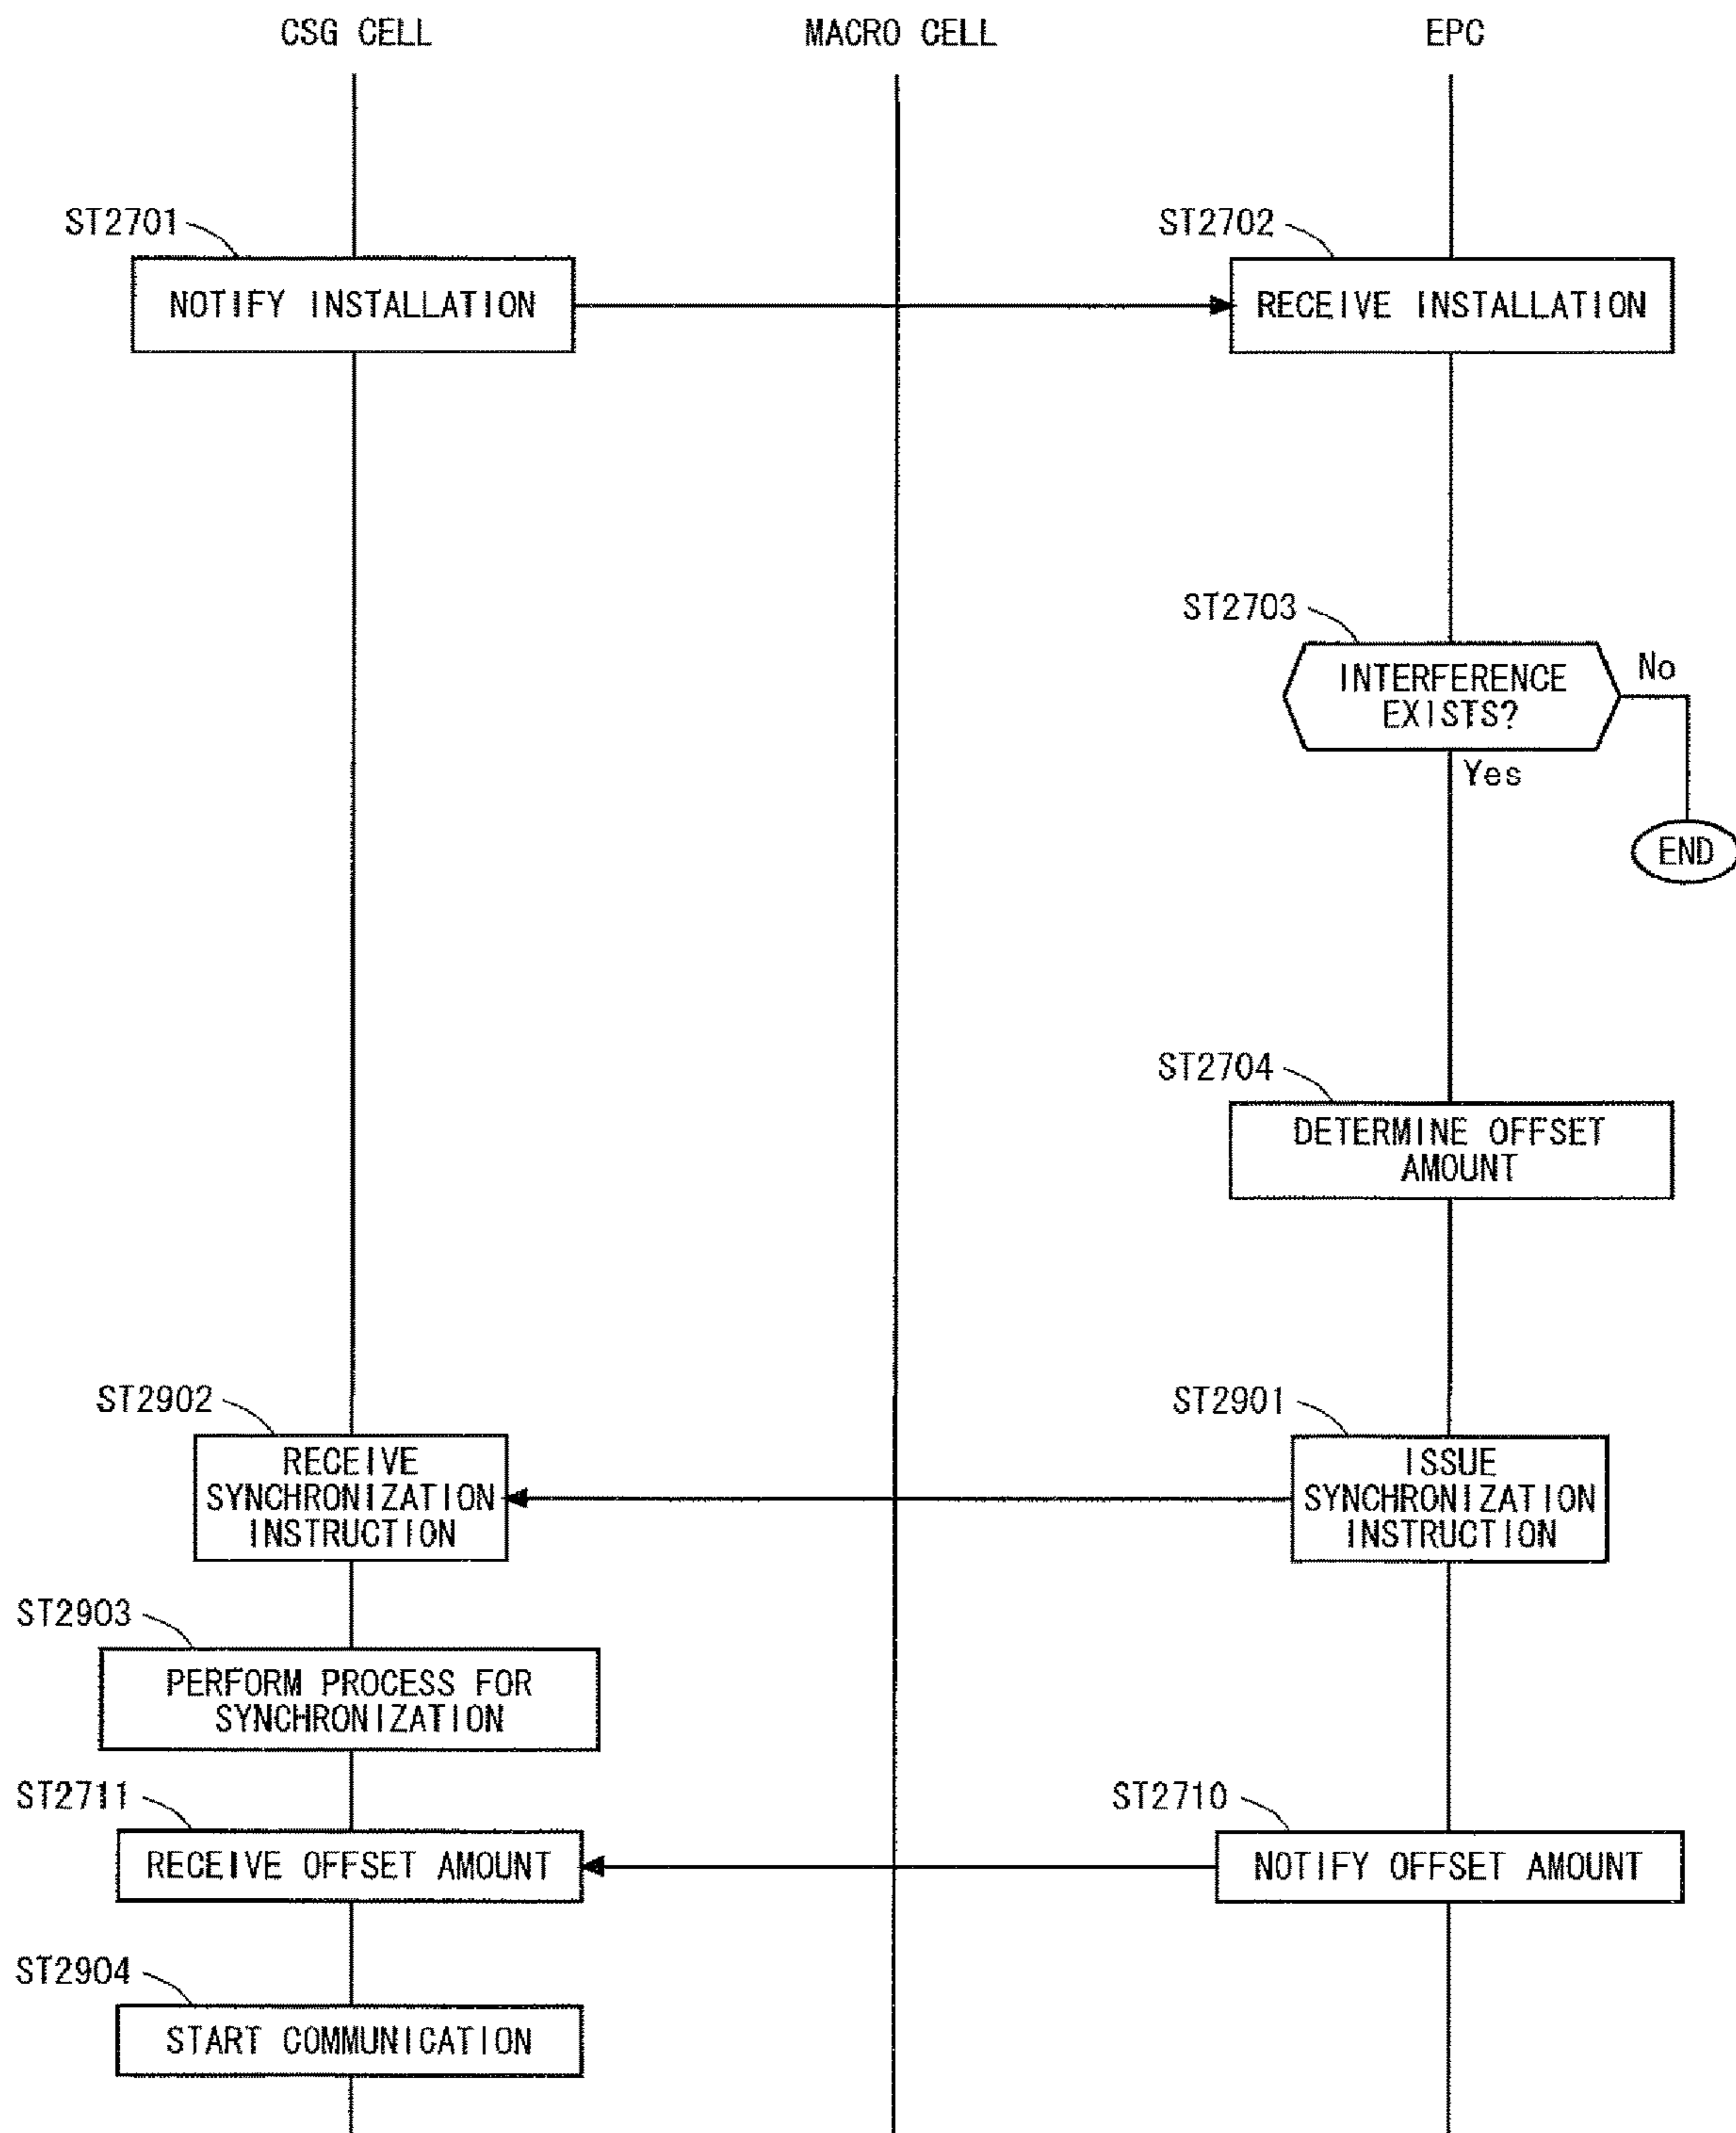 CSG CELL
MACRO CELL
EPC
ST2701
ST2702
NOTIFY INSTALLATION
RECEIVE INSTALLATION
ST2703
INTERFERENCE
EXISTS?
No
Yes
END
ST2704
DETERMINE OFFSET
AMOUNT
ST2902
ST2901
RECEIVE
SYNCHRONIZATION
INSTRUCTION
ISSUE
SYNCHRONIZATION
INSTRUCTION
ST2903
PERFORM PROCESS FOR
SYNCHRONIZATION
ST2711
ST2710
RECEIVE OFFSET AMOUNT
NOTIFY OFFSET AMOUNT
ST2904
START COMMUNICATION